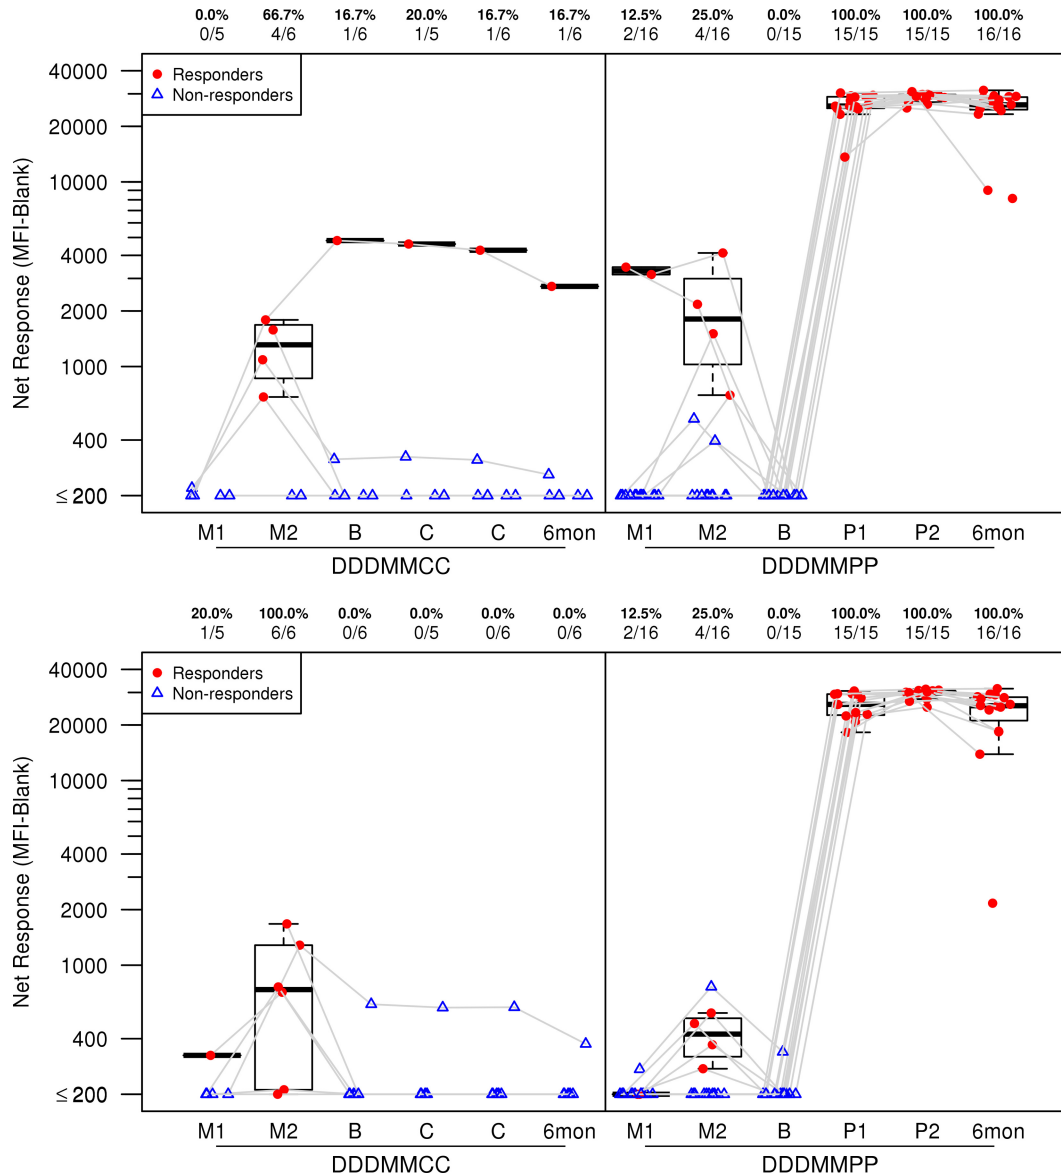 0.0% 66.7% 16.7% 20.0% 16.7% 16.7% 12.5% 25.0% 0.0% 100.0% 100.0% 100.0%
0/5 4/6 1/6 1/5 1/6 1/6 2/16 4/16 0/15 15/15 15/15 16/16
Responders
Non-responders
Net Response (MFI-Blank)
40000
20000
10000
4000
2000
1000
400
≤ 200
M1 M2 B C C 6mon M1 M2 B P1 P2 6mon
DDDMMCC DDDMMPP
20.0% 100.0% 0.0% 0.0% 0.0% 0.0% 12.5% 25.0% 0.0% 100.0% 100.0% 100.0%
1/5 6/6 0/6 0/5 0/6 0/6 2/16 4/16 0/15 15/15 15/15 16/16
Responders
Non-responders
Net Response (MFI-Blank)
40000
20000
10000
4000
2000
1000
400
≤ 200
M1 M2 B C C 6mon M1 M2 B P1 P2 6mon
DDDMMCC DDDMMPP